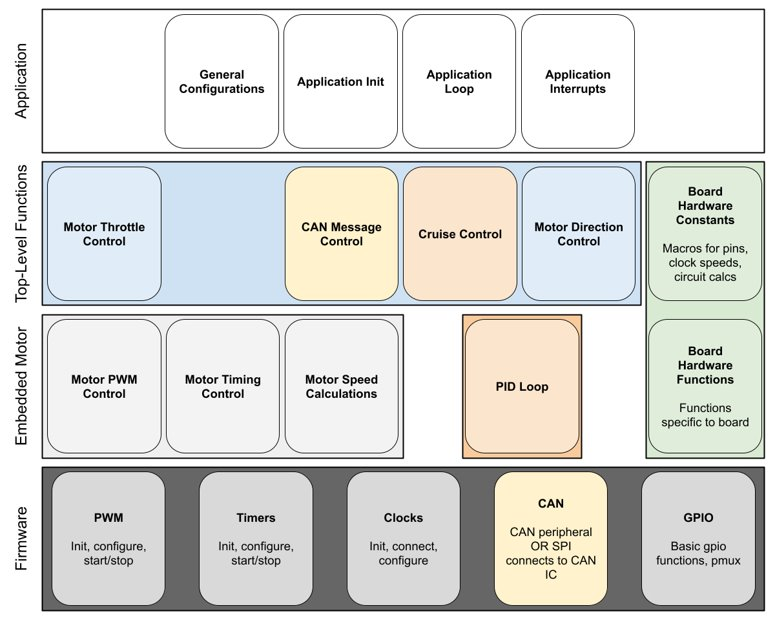 Application
General
Configurations
Application Init
Application
Loop
Application
Interrupts
Top-Level Functions
Motor Throttle
Control
CAN Message
Control
Cruise Control
Motor Direction
Control
Board
Hardware
Constants
Macros for pins,
clock speeds,
circuit calcs
Embedded Motor
Motor PWM
Control
Motor Timing
Control
Motor Speed
Calculations
PID Loop
Board
Hardware
Functions
Functions
specific to board
Firmware
PWM
Init, configure,
start/stop
Timers
Init, configure,
start/stop
Clocks
Init, connect,
configure
CAN
CAN peripheral
OR SPI
connects to CAN
IC
GPIO
Basic gpio
functions, pmux